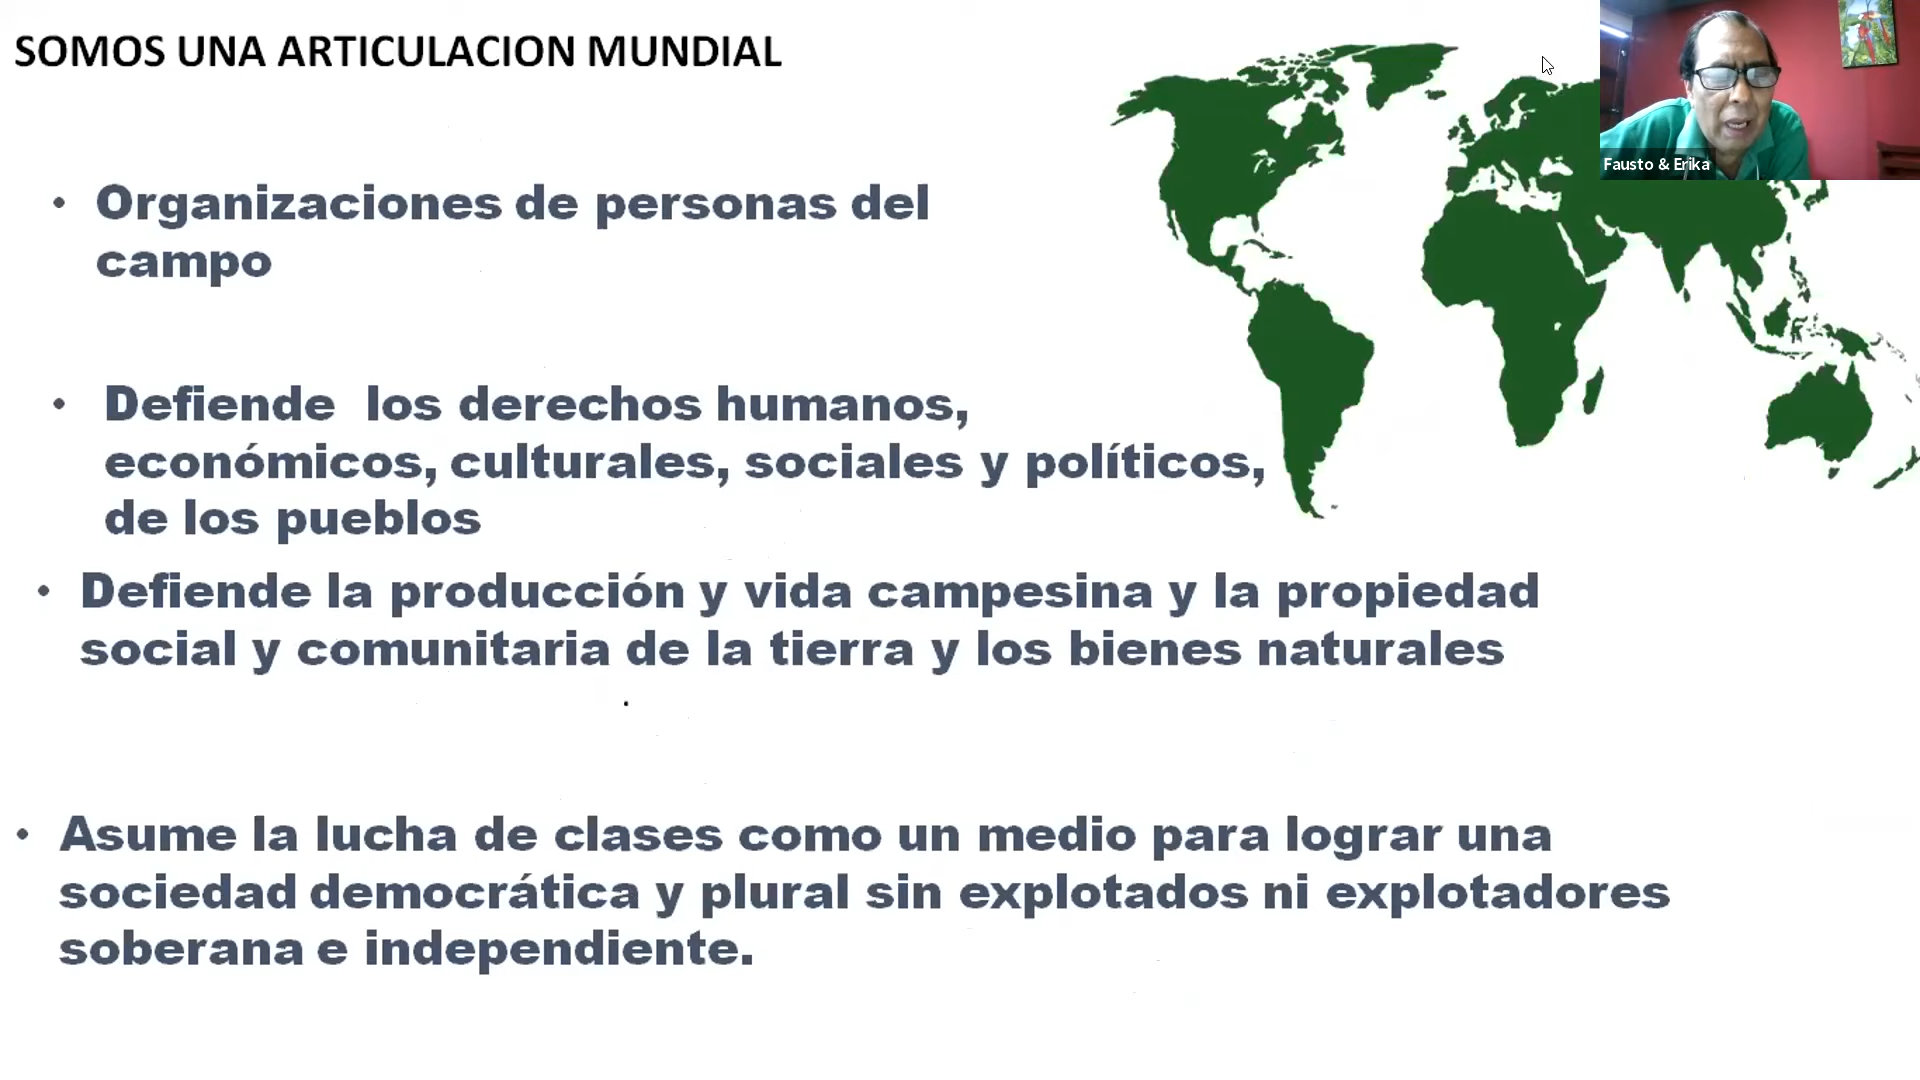 SOMOS UNA ARTICULACION MUNDIAL
Fausto & Erika
• Organizaciones de personas del
campo
• Defiende los derechos humanos,
económicos, culturales, sociales y políticos,
de los pueblos
• Defiende la producción y vida campesina y la propiedad
social y comunitaria de la tierra y los bienes naturales
.
• Asume la lucha de clases como un medio para lograr una
sociedad democrática y plural sin explotados ni explotadores
soberana e independiente.